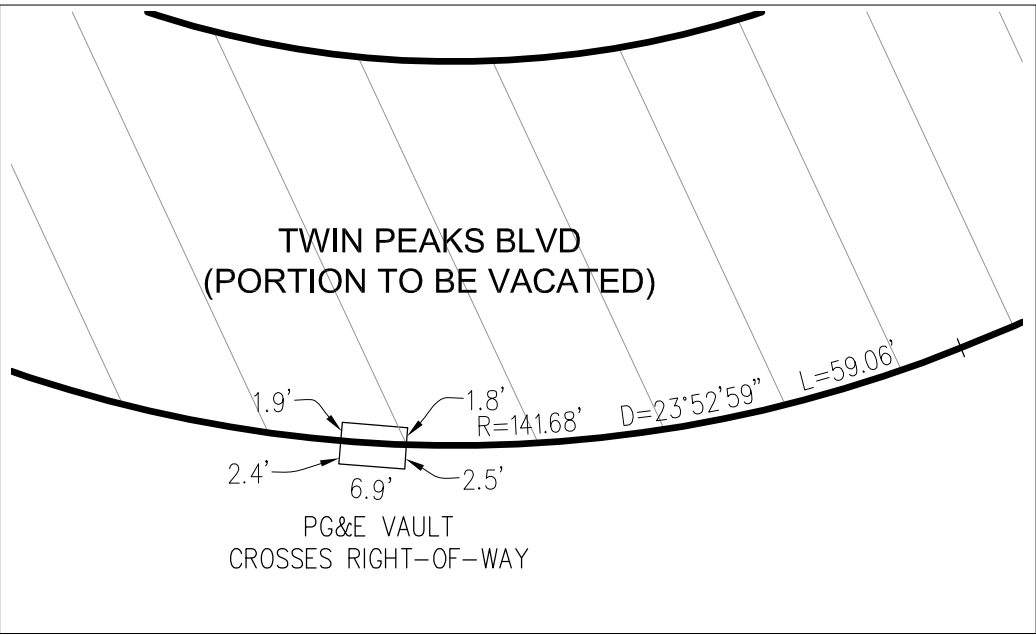 TWIN PEAKS BLVD
(PORTION TO BE VACATED)
1.9'
1.8'
R=141.68'
D=23°52'59"
L=59.06'
2.4'
6.9'
2.5'
PG&E VAULT
CROSSES RIGHT-OF-WAY